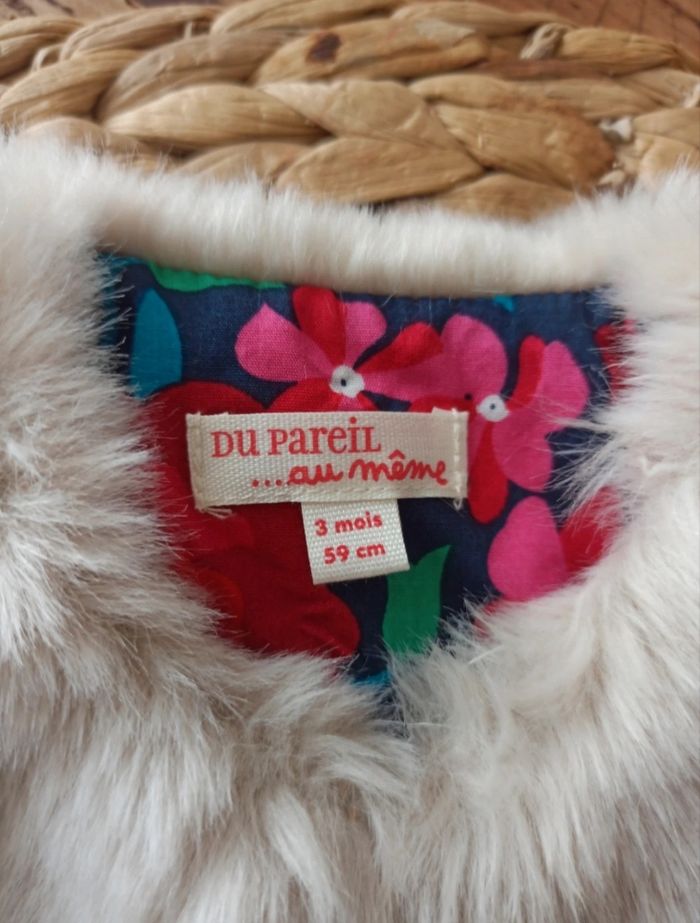 DU PAREIL
...au même
3 mois
59 cm